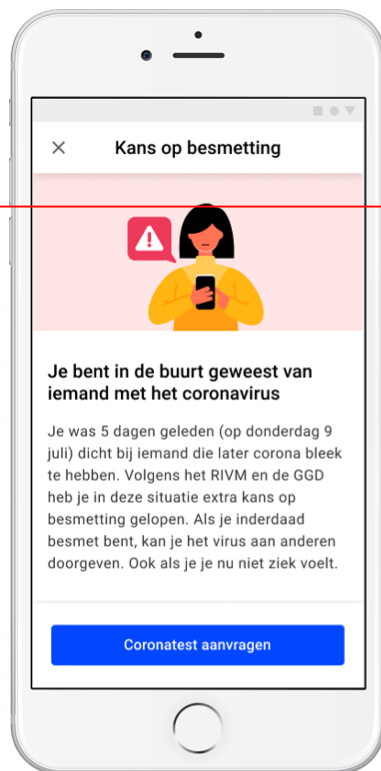 Kans op besmetting
Je bent in de buurt geweest van
iemand met het coronavirus
Je was 5 dagen geleden (op donderdag 9
juli) dicht bij iemand die later corona bleek
te hebben. Volgens het RIVM en de GGD
heb je in deze situatie extra kans op
besmetting gelopen. Als je inderdaad
besmet bent, kan je het virus aan anderen
doorgeven. Ook als je je nu niet ziek voelt.
Coronatest aanvragen